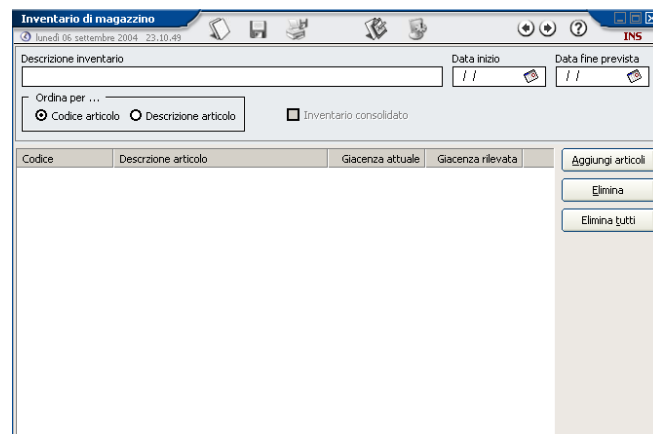 Inventario di magazzino
lunedì 06 settembre 2004 23.10.49
INS
Descrizione inventario
Data inizio
Data fine prevista
/ /
/ /
Ordina per ...
Codice articolo Descrizione articolo
Inventario consolidato
Codice Descrzione articolo Giacenza attuale Giacenza rilevata
Aggiungi articoli
Elimina
Elimina tutti